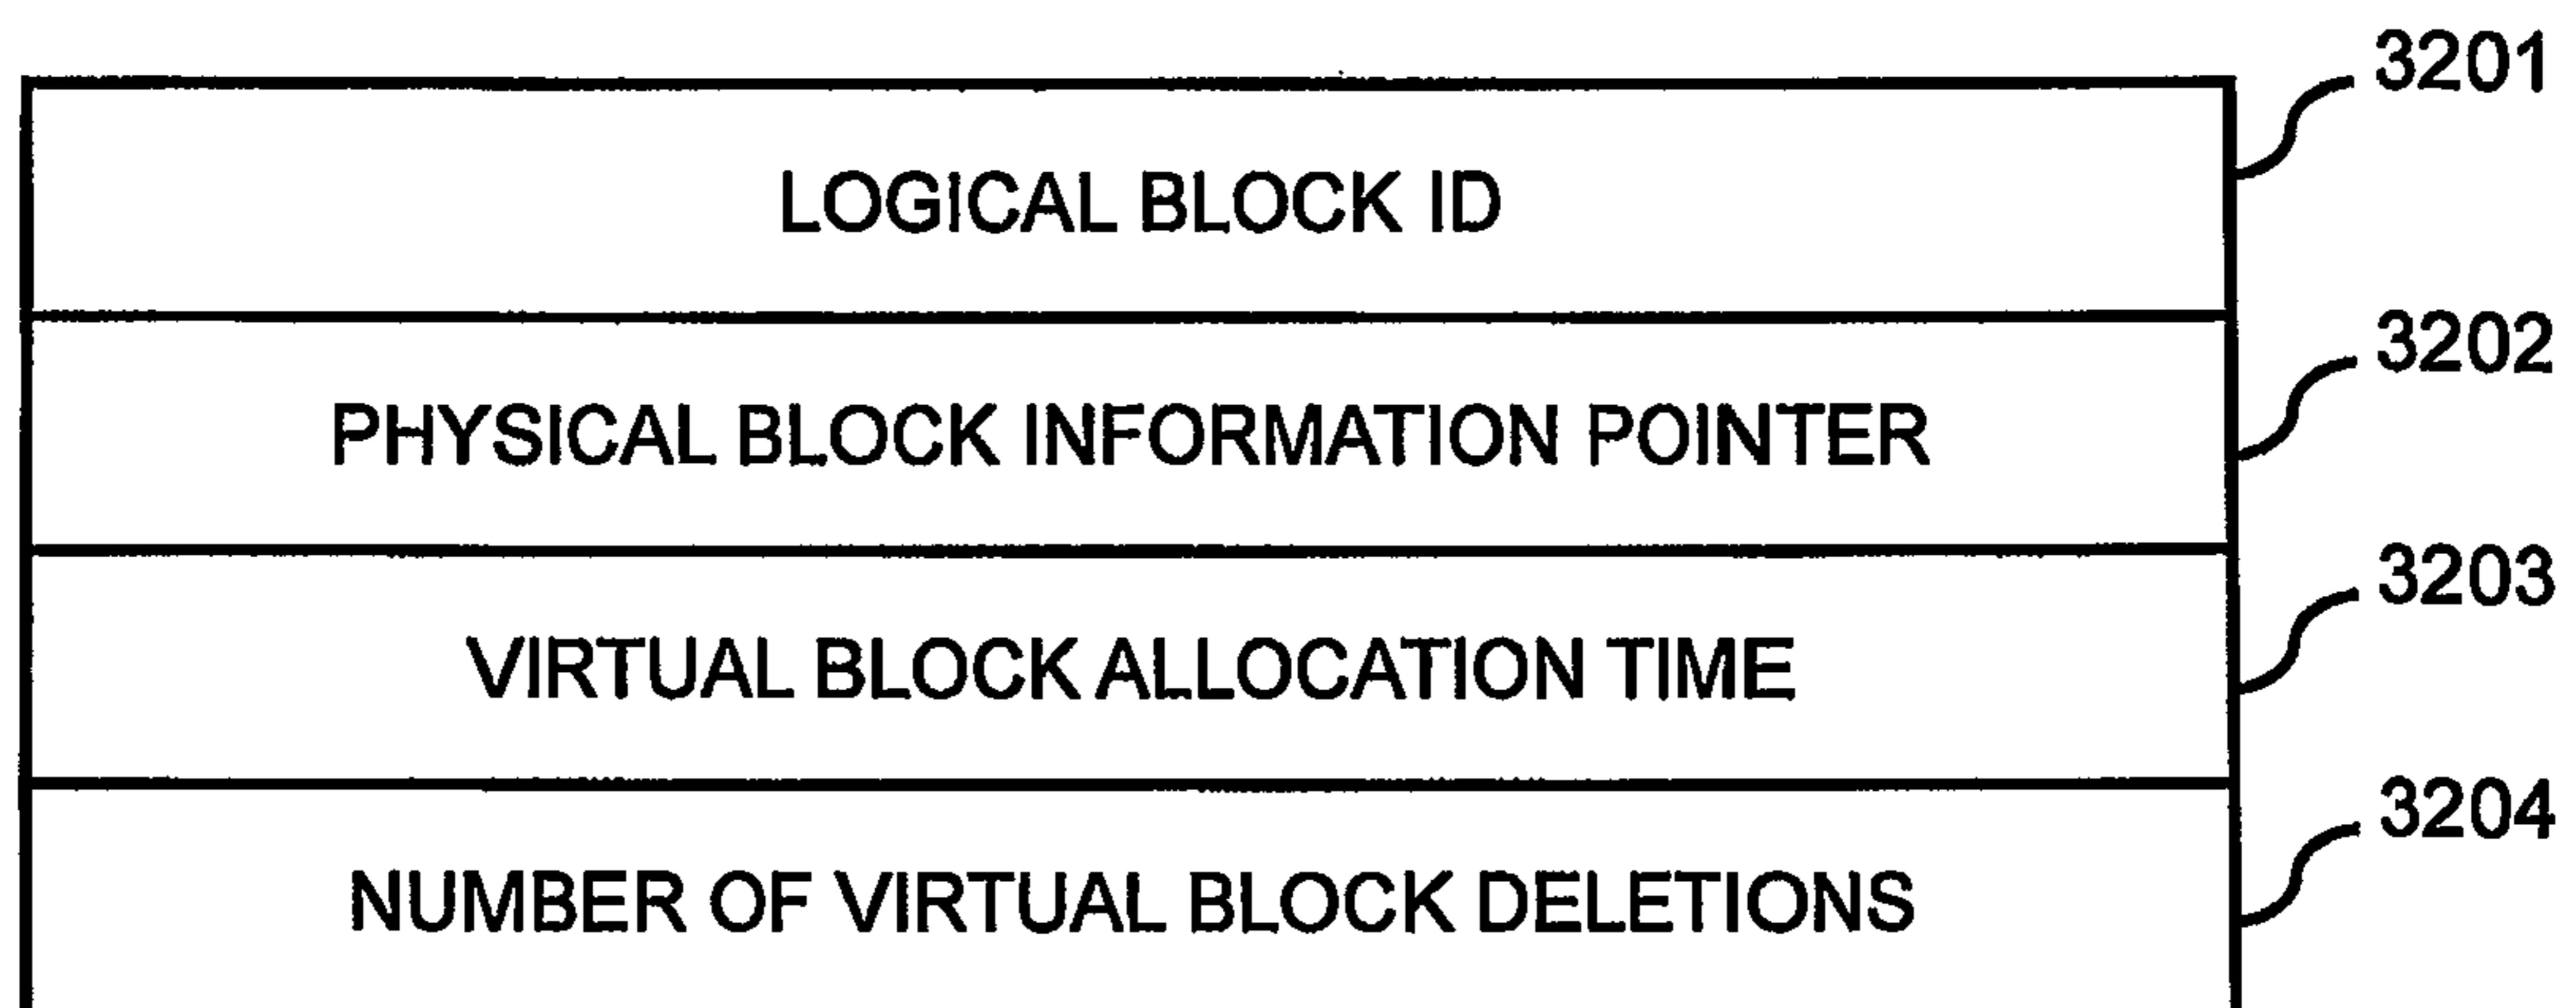 3201
LOGICAL BLOCK ID
3202
PHYSICAL BLOCK INFORMATION POINTER
3203
VIRTUAL BLOCK ALLOCATION TIME
3204
NUMBER OF VIRTUAL BLOCK DELETIONS